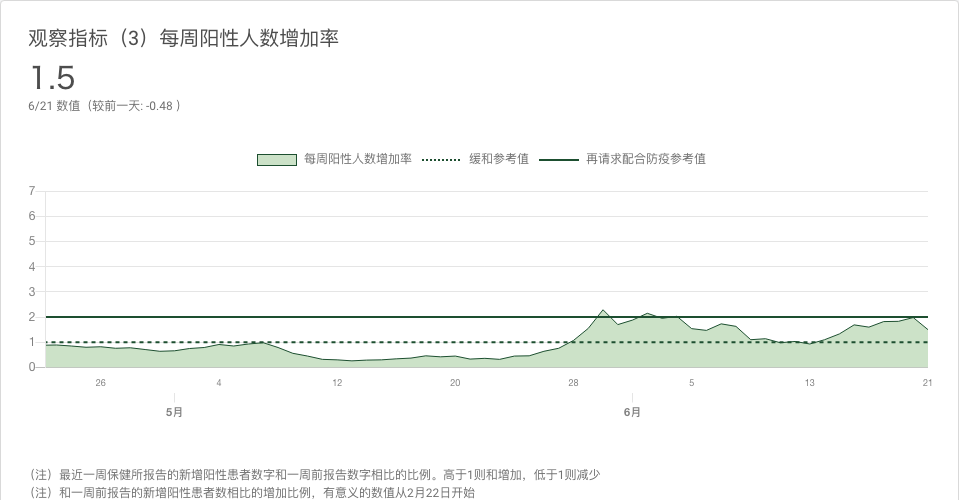 观察指标（3）每周阳性人数增加率
1.5
6/21 数值（较前一天: -0.48 ）
每周阳性人数增加率 缓和参考值 再请求配合防疫参考值
7
6
5
4
3
2
1
0
26 4 12 20 28 5 13 21
5月 6月
（注）最近一周保健所报告的新增阳性患者数字和一周前报告数字相比的比例。高于1则和增加，低于1则减少
（注）和一周前报告的新增阳性患者数相比的增加比例，有意义的数值从2月22日开始